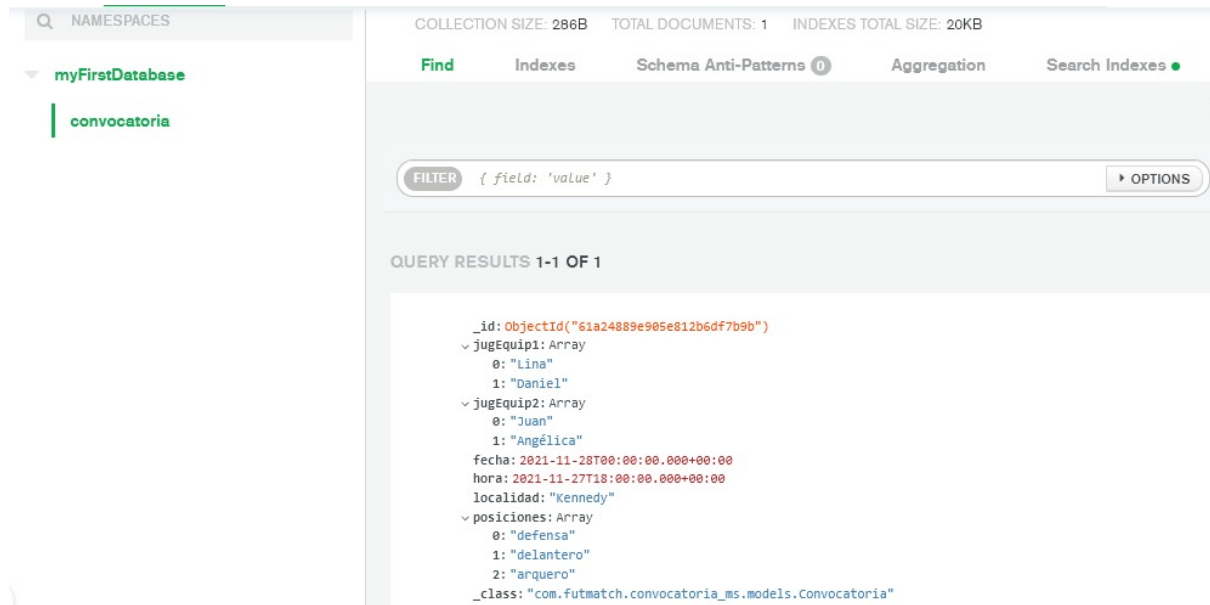 NAMESPACES
myFirstDatabase
convocatoria
COLLECTION SIZE: 286B TOTAL DOCUMENTS: 1 INDEXES TOTAL SIZE: 20KB
Find Indexes Schema Anti-Patterns 0 Aggregation Search Indexes
FILTER { field: 'value' } OPTIONS
QUERY RESULTS 1-1 OF 1
_id: ObjectId("61a24889e905e812b6df7b9b")
jugEquip1: Array
0: "Lina"
1: "Daniel"
jugEquip2: Array
0: "Juan"
1: "Angélica"
fecha: 2021-11-28T00:00:00.000+00:00
hora: 2021-11-27T18:00:00.000+00:00
localidad: "Kennedy"
posiciones: Array
0: "defensa"
1: "delantero"
2: "arquero"
_class: "com.futmatch.convocatoria_ms.models.Convocatoria"